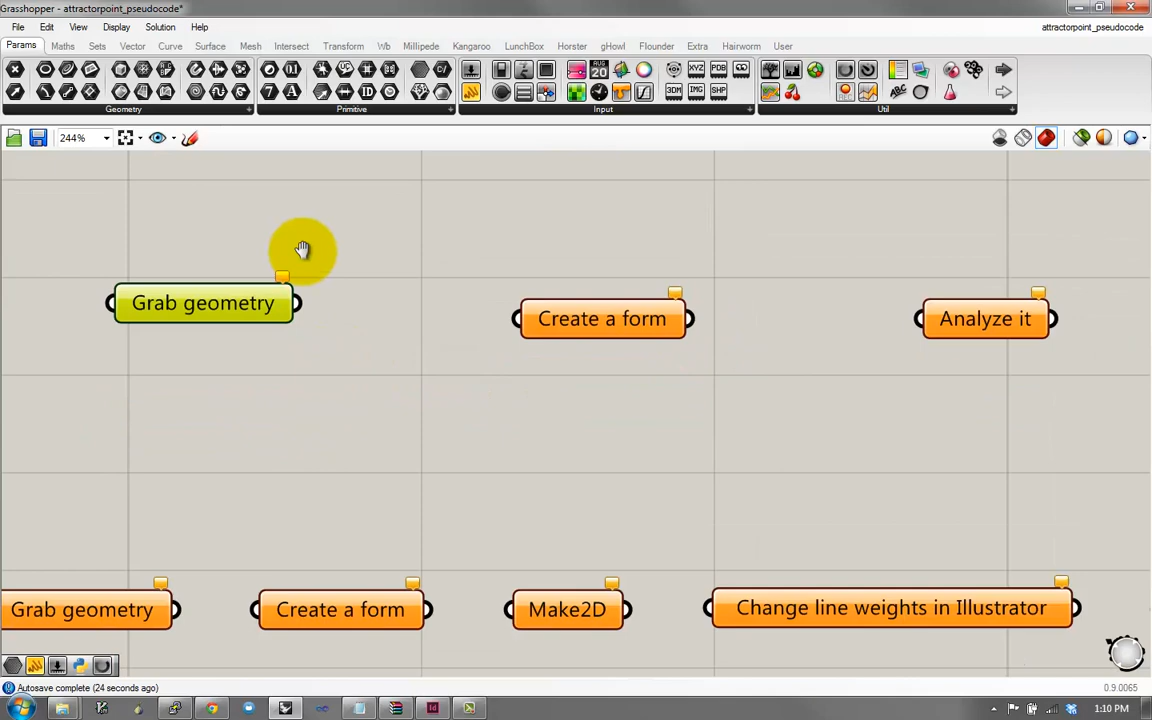 Grasshopper - attractorpoint_pseudocode*
File Edit View Display Solution Help
attractorpoint_pseudocode*
Params Maths Sets Vector Curve Surface Mesh Intersect Transform Wb Millipede Kangaroo LunchBox Horster gHowl Flounder Extra Hairworm User
Geometry Primitive Input Util
244%
Grab geometry
Create a form
Analyze it
Grab geometry
Create a form
Make2D
Change line weights in Illustrator
Autosave complete (24 seconds ago)
0.9.0065
1:10 PM